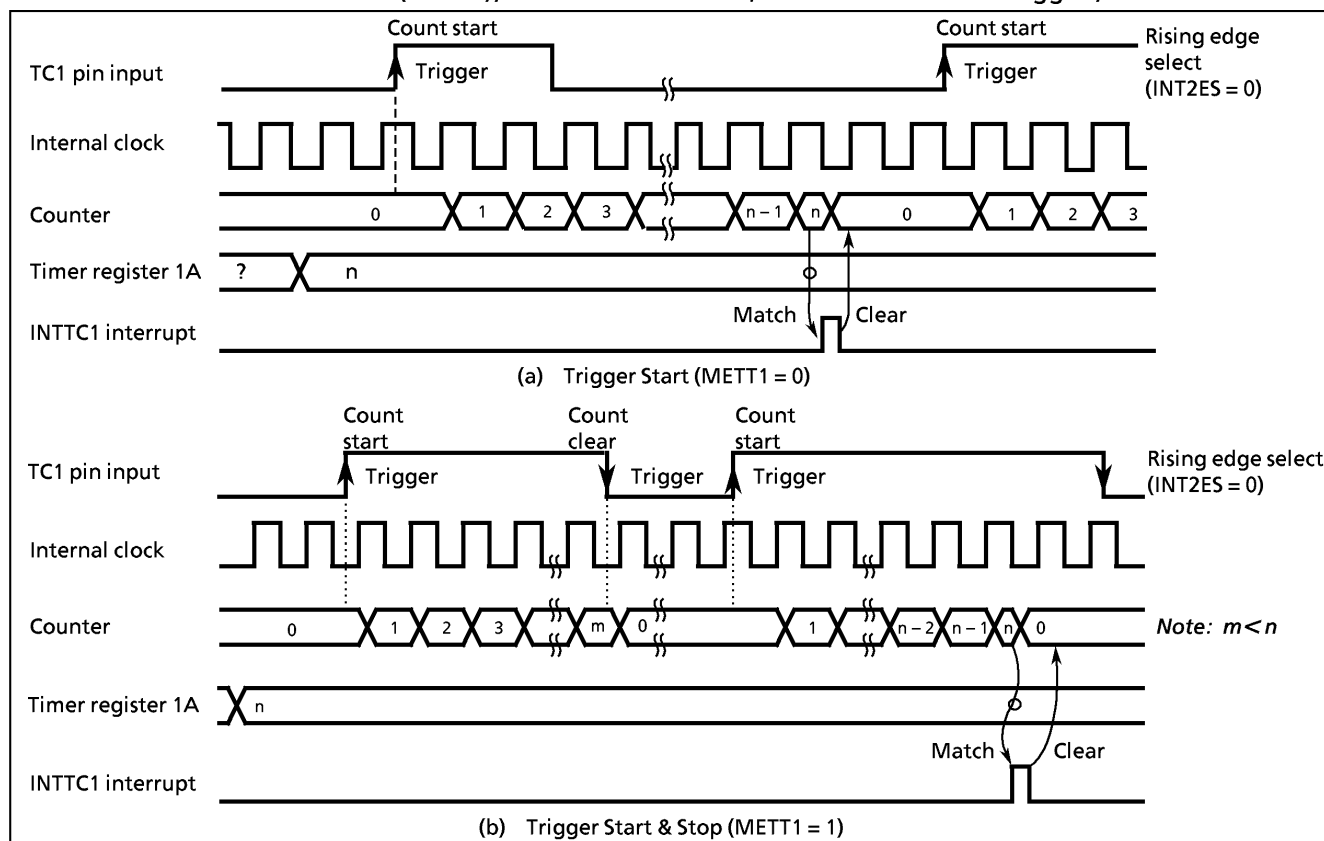 Count start Count start
TC1 pin input Trigger Trigger Rising edge
select
(INT2ES = 0)
Internal clock
Counter 0 1 2 3 n – 1 n 0 1 2 3
Timer register 1A ? n
Match Clear
INTTC1 interrupt
(a) Trigger Start (METT1 = 0)
Count start Count clear Count start
TC1 pin input Trigger Trigger Trigger Rising edge select
(INT2ES = 0)
Internal clock
Counter 0 1 2 3 m 0 1 n – 2 n – 1 n 0 Note: m < n
Timer register 1A n
Match Clear
INTTC1 interrupt
(b) Trigger Start & Stop (METT1 = 1)